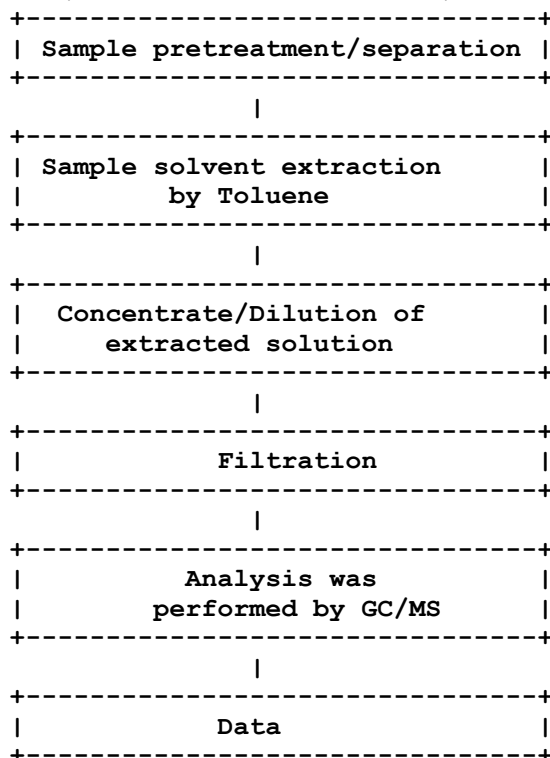 +--------------------------------+
| Sample pretreatment/separation |
+--------------------------------+
|
+--------------------------------+
| Sample solvent extraction |
| by Toluene |
+--------------------------------+
|
+--------------------------------+
| Concentrate/Dilution of |
| extracted solution |
+--------------------------------+
|
+--------------------------------+
| Filtration |
+--------------------------------+
|
+--------------------------------+
| Analysis was |
| performed by GC/MS |
+--------------------------------+
|
+--------------------------------+
| Data |
+--------------------------------+